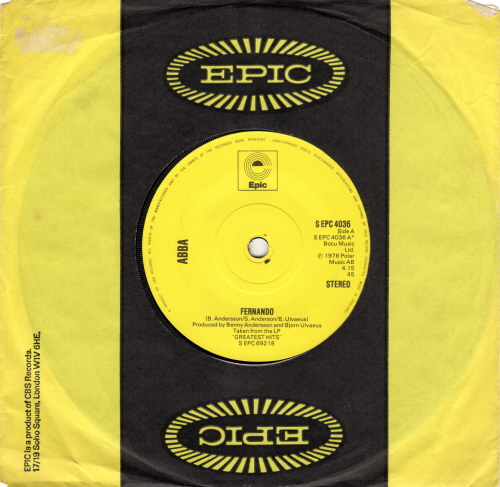 EPIC
Epic
ABBA
S EPC 4036
Side A
S EPC 4036 A*
Bocu Music
Ltd.
℗ 1976 Polar
Music AB
4.15
45
STEREO
FERNANDO
(B. Andersson/S. Anderson/B. Ulvaeus)
Produced by Benny Andersson and Bjorn Ulvaeus
Taken from the LP
"GREATEST HITS"
S EPC 69218
EPIC is a product of CBS Records.
17/19 Soho Square, London W1V 6HE.
EPIC